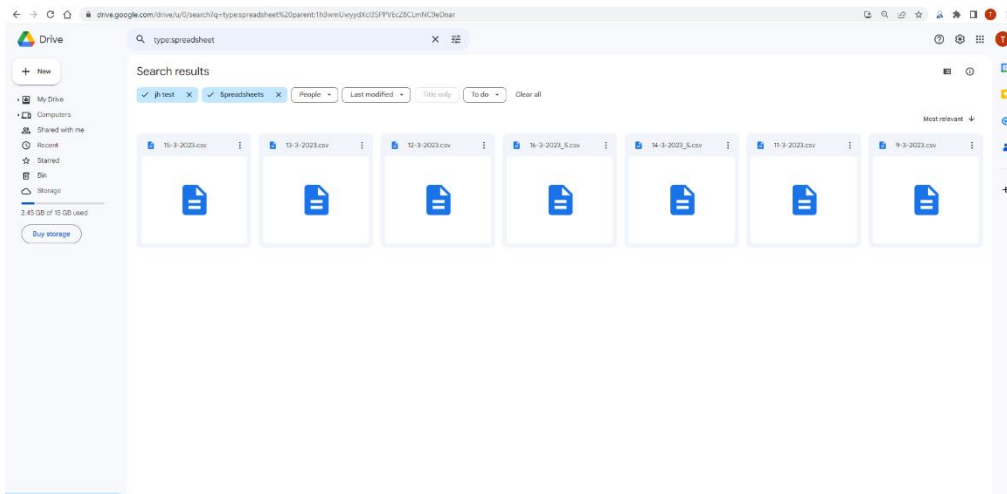 drive.google.com/drive/u/0/search?q=type:spreadsheet%20parent:1h3wmUwyydXcl3SPPVEcZ8CLmNC9eDnar
Drive
type:spreadsheet
New
My Drive
Computers
Shared with me
Recent
Starred
Bin
Storage
2.45 GB of 15 GB used
Buy storage
Search results
jh test
Spreadsheets
People
Last modified
Title only
To do
Clear all
Most relevant
15-3-2023.csv
13-3-2023.csv
12-3-2023.csv
16-3-2023_S.csv
14-3-2023_S.csv
11-3-2023.csv
9-3-2023.csv